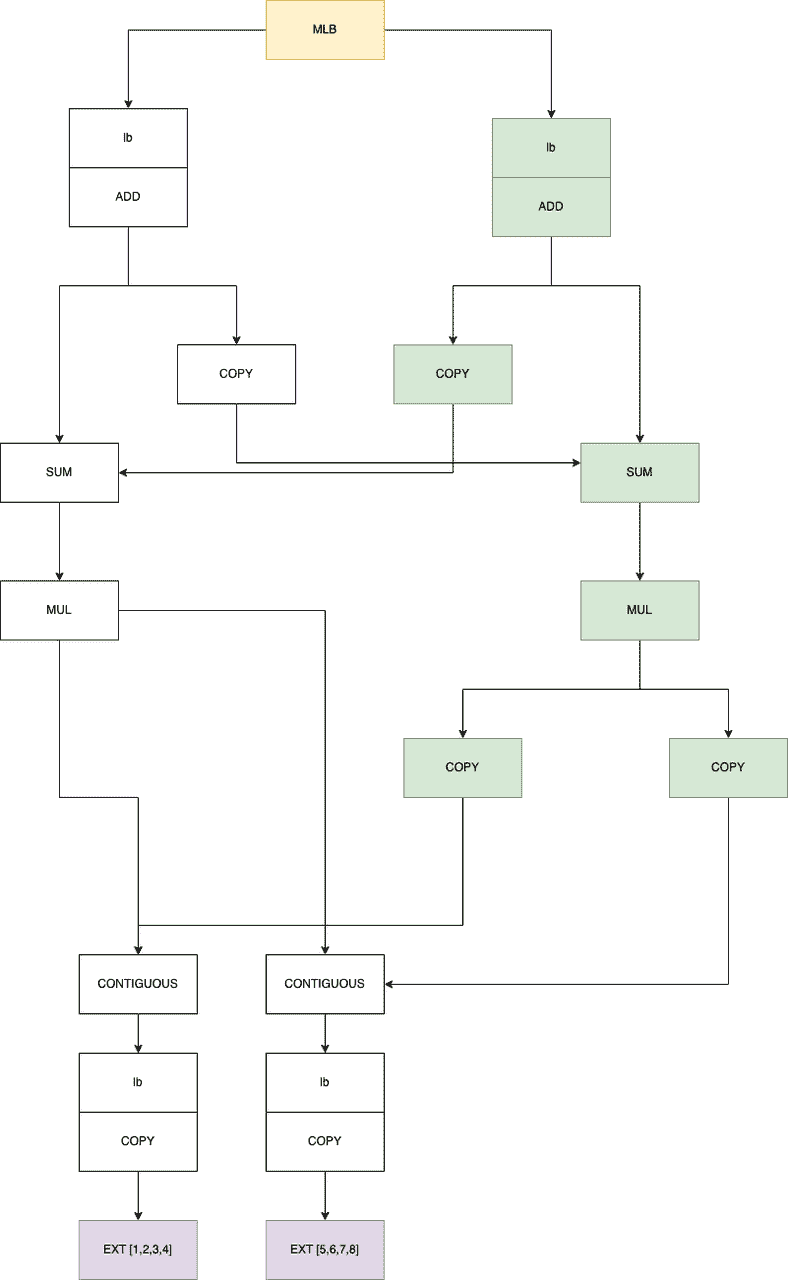 MLB
lb
lb
ADD
ADD
COPY
COPY
SUM
SUM
MUL
MUL
COPY
COPY
CONTIGUOUS
CONTIGUOUS
lb
lb
COPY
COPY
EXT [1,2,3,4]
EXT [5,6,7,8]